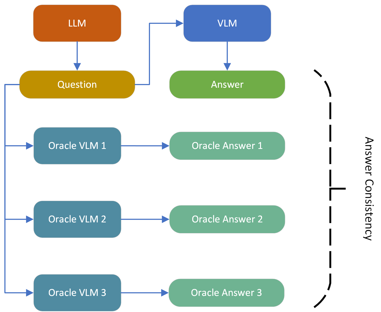 LLM
VLM
Question
Answer
Oracle VLM 1
Oracle Answer 1
Oracle VLM 2
Oracle Answer 2
Oracle VLM 3
Oracle Answer 3
Answer Consistency